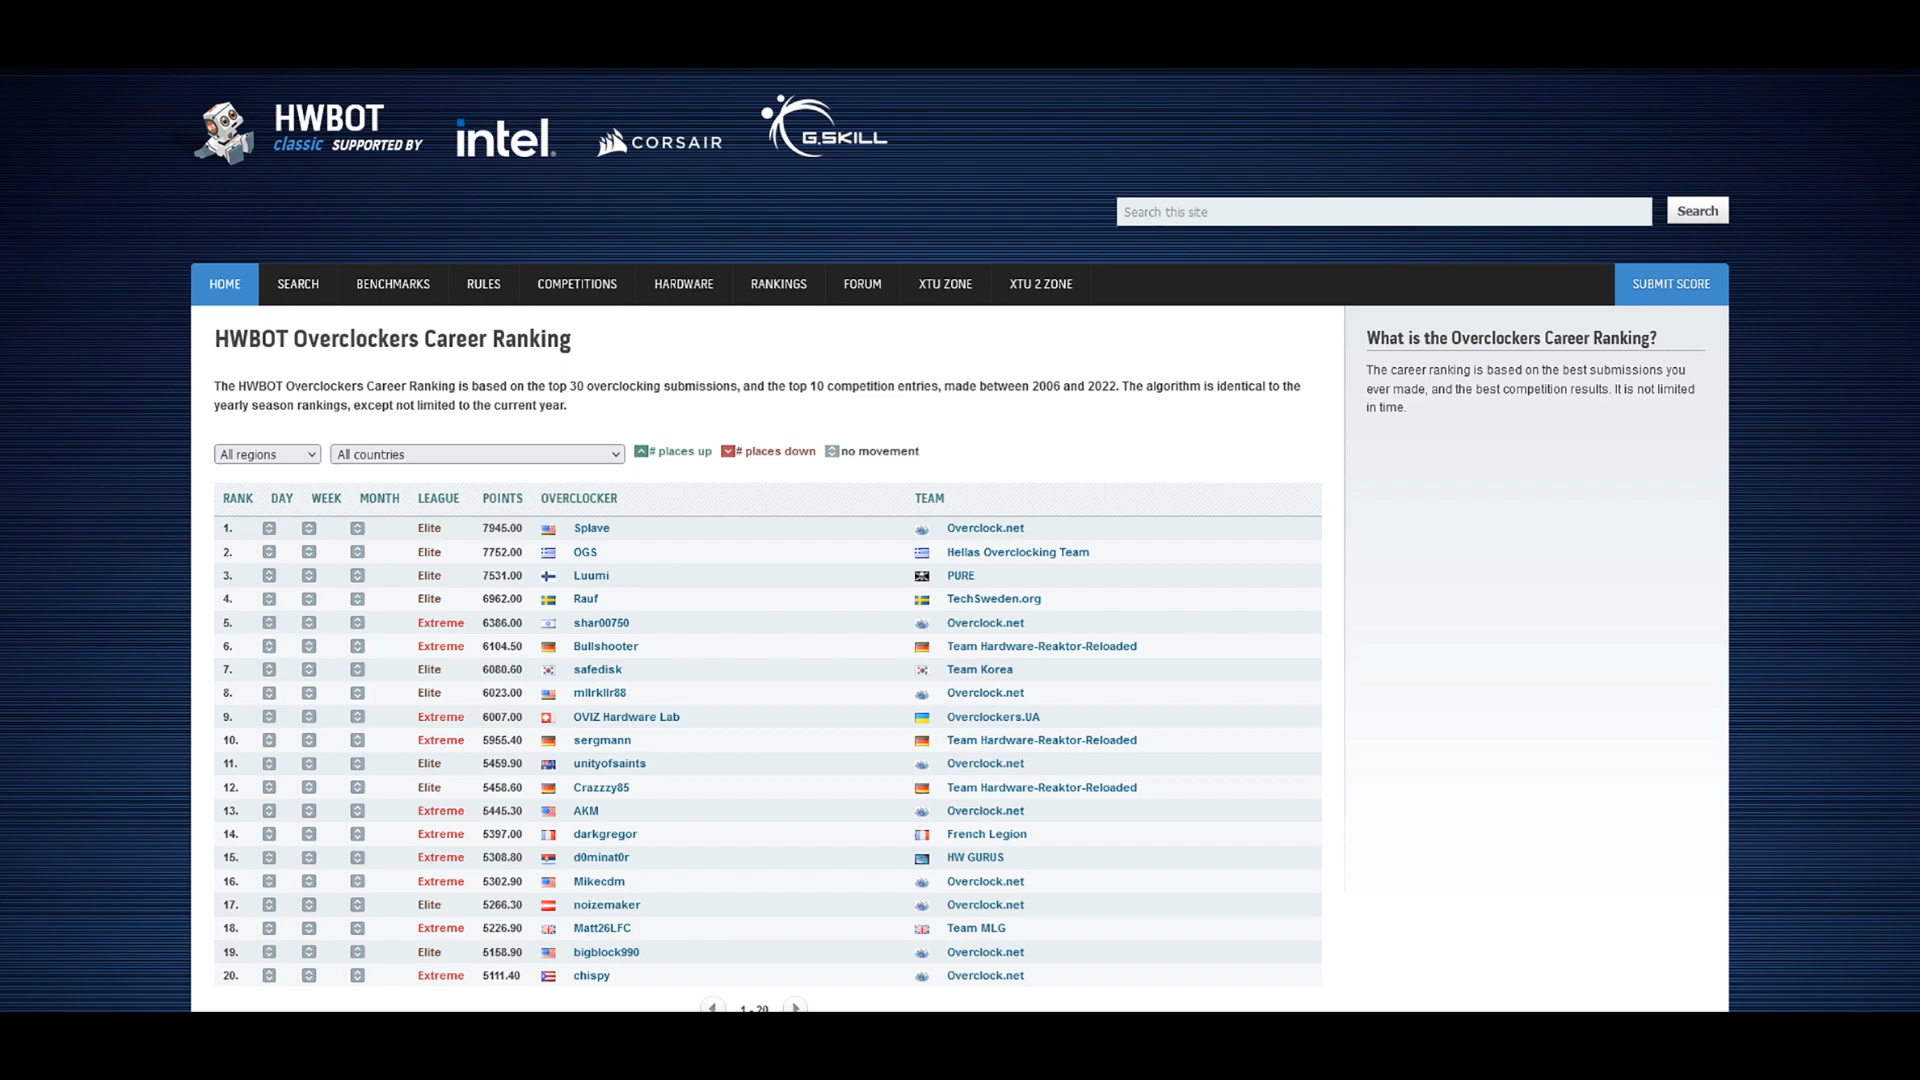 HWBOT
classic SUPPORTED BY
intel.
CORSAIR
G.SKILL
Search this site
Search
HOME SEARCH BENCHMARKS RULES COMPETITIONS HARDWARE RANKINGS FORUM XTU ZONE XTU 2 ZONE SUBMIT SCORE
HWBOT Overclockers Career Ranking
The HWBOT Overclockers Career Ranking is based on the top 30 overclocking submissions, and the top 10 competition entries, made between 2006 and 2022. The algorithm is identical to the
yearly season rankings, except not limited to the current year.
All regions All countries # places up # places down no movement
RANK DAY WEEK MONTH LEAGUE POINTS OVERCLOCKER TEAM
1. Elite 7945.00 Splave Overclock.net
2. Elite 7752.00 OGS Hellas Overclocking Team
3. Elite 7531.00 Luumi PURE
4. Elite 6962.00 Rauf TechSweden.org
5. Extreme 6386.00 shar00750 Overclock.net
6. Extreme 6104.50 Bullshooter Team Hardware-Reaktor-Reloaded
7. Elite 6080.60 safedisk Team Korea
8. Elite 6023.00 mllrkllr88 Overclock.net
9. Extreme 6007.00 OVIZ Hardware Lab Overclockers.UA
10. Extreme 5955.40 sergmann Team Hardware-Reaktor-Reloaded
11. Elite 5459.90 unityofsaints Overclock.net
12. Elite 5458.60 Crazzzy85 Team Hardware-Reaktor-Reloaded
13. Extreme 5445.30 AKM Overclock.net
14. Extreme 5397.00 darkgregor French Legion
15. Extreme 5308.80 d0minat0r HW GURUS
16. Extreme 5302.90 Mikecdm Overclock.net
17. Elite 5266.30 noizemaker Overclock.net
18. Extreme 5226.90 Matt26LFC Team MLG
19. Elite 5158.90 bigblock990 Overclock.net
20. Extreme 5111.40 chispy Overclock.net
1 - 20
What is the Overclockers Career Ranking?
The career ranking is based on the best submissions you
ever made, and the best competition results. It is not limited
in time.